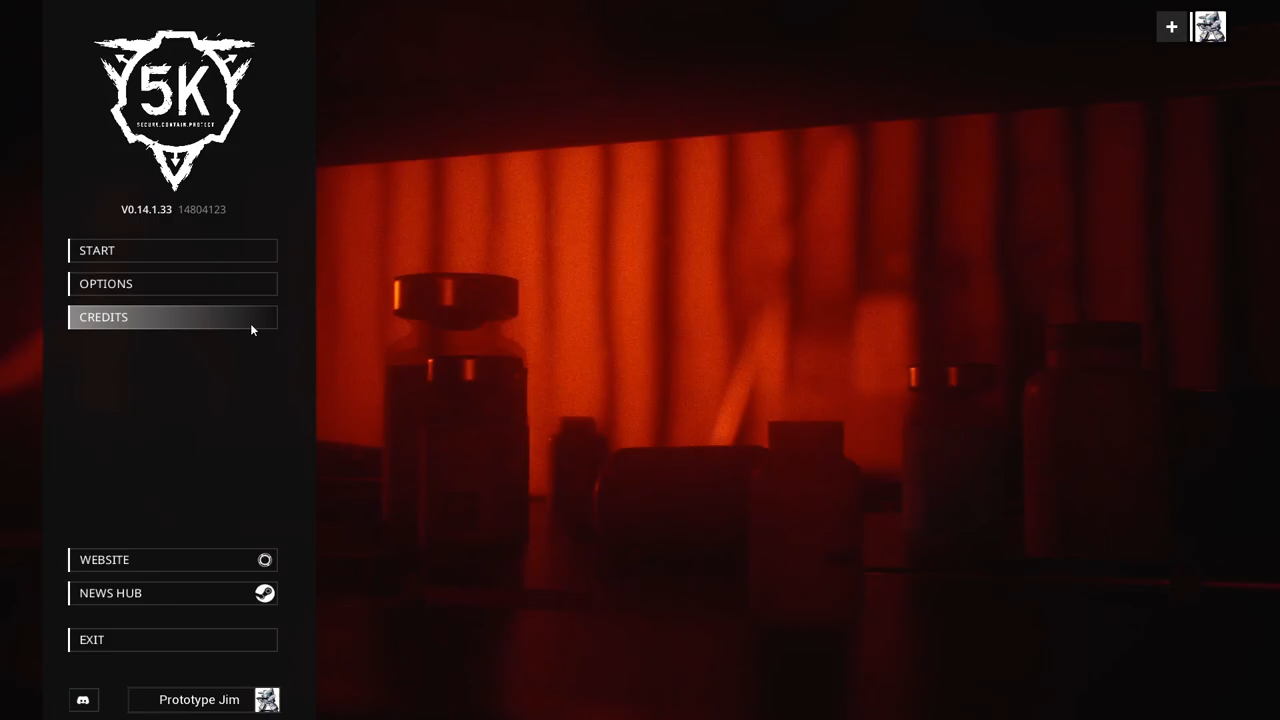 5K
SECURE.CONTAIN.PROTECT
V0.14.1.33 14804123
START
OPTIONS
CREDITS
WEBSITE
NEWS HUB
EXIT
Prototype Jim